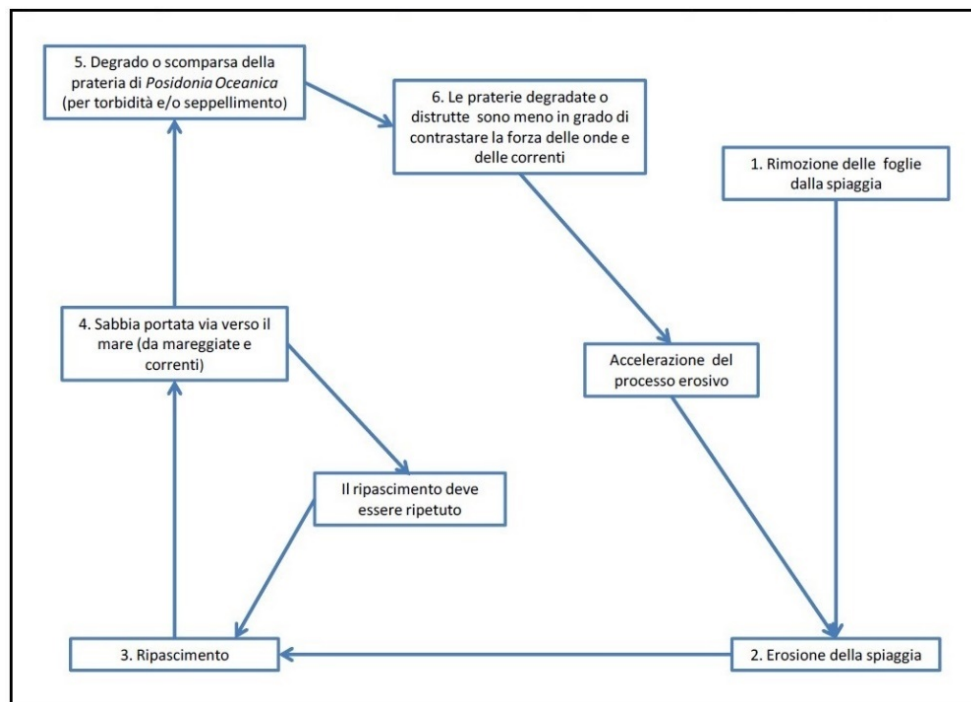 5. Degrado o scomparsa della
prateria di Posidonia Oceanica
(per torbidità e/o seppellimento)
6. Le praterie degradate o
distrutte sono meno in grado di
contrastare la forza delle onde e
delle correnti
1. Rimozione delle foglie
dalla spiaggia
4. Sabbia portata via verso il
mare (da mareggiate e
correnti)
Accelerazione del
processo erosivo
Il ripascimento deve
essere ripetuto
3. Ripascimento
2. Erosione della spiaggia